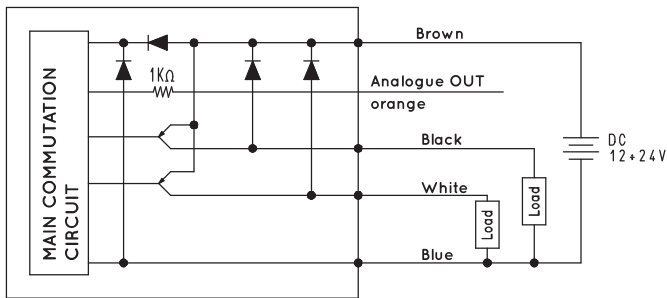 Brown
1KΩ
Analogue OUT
orange
MAIN COMMUTATION
CIRCUIT
Black
DC
12÷24V
White
Load
Load
Blue